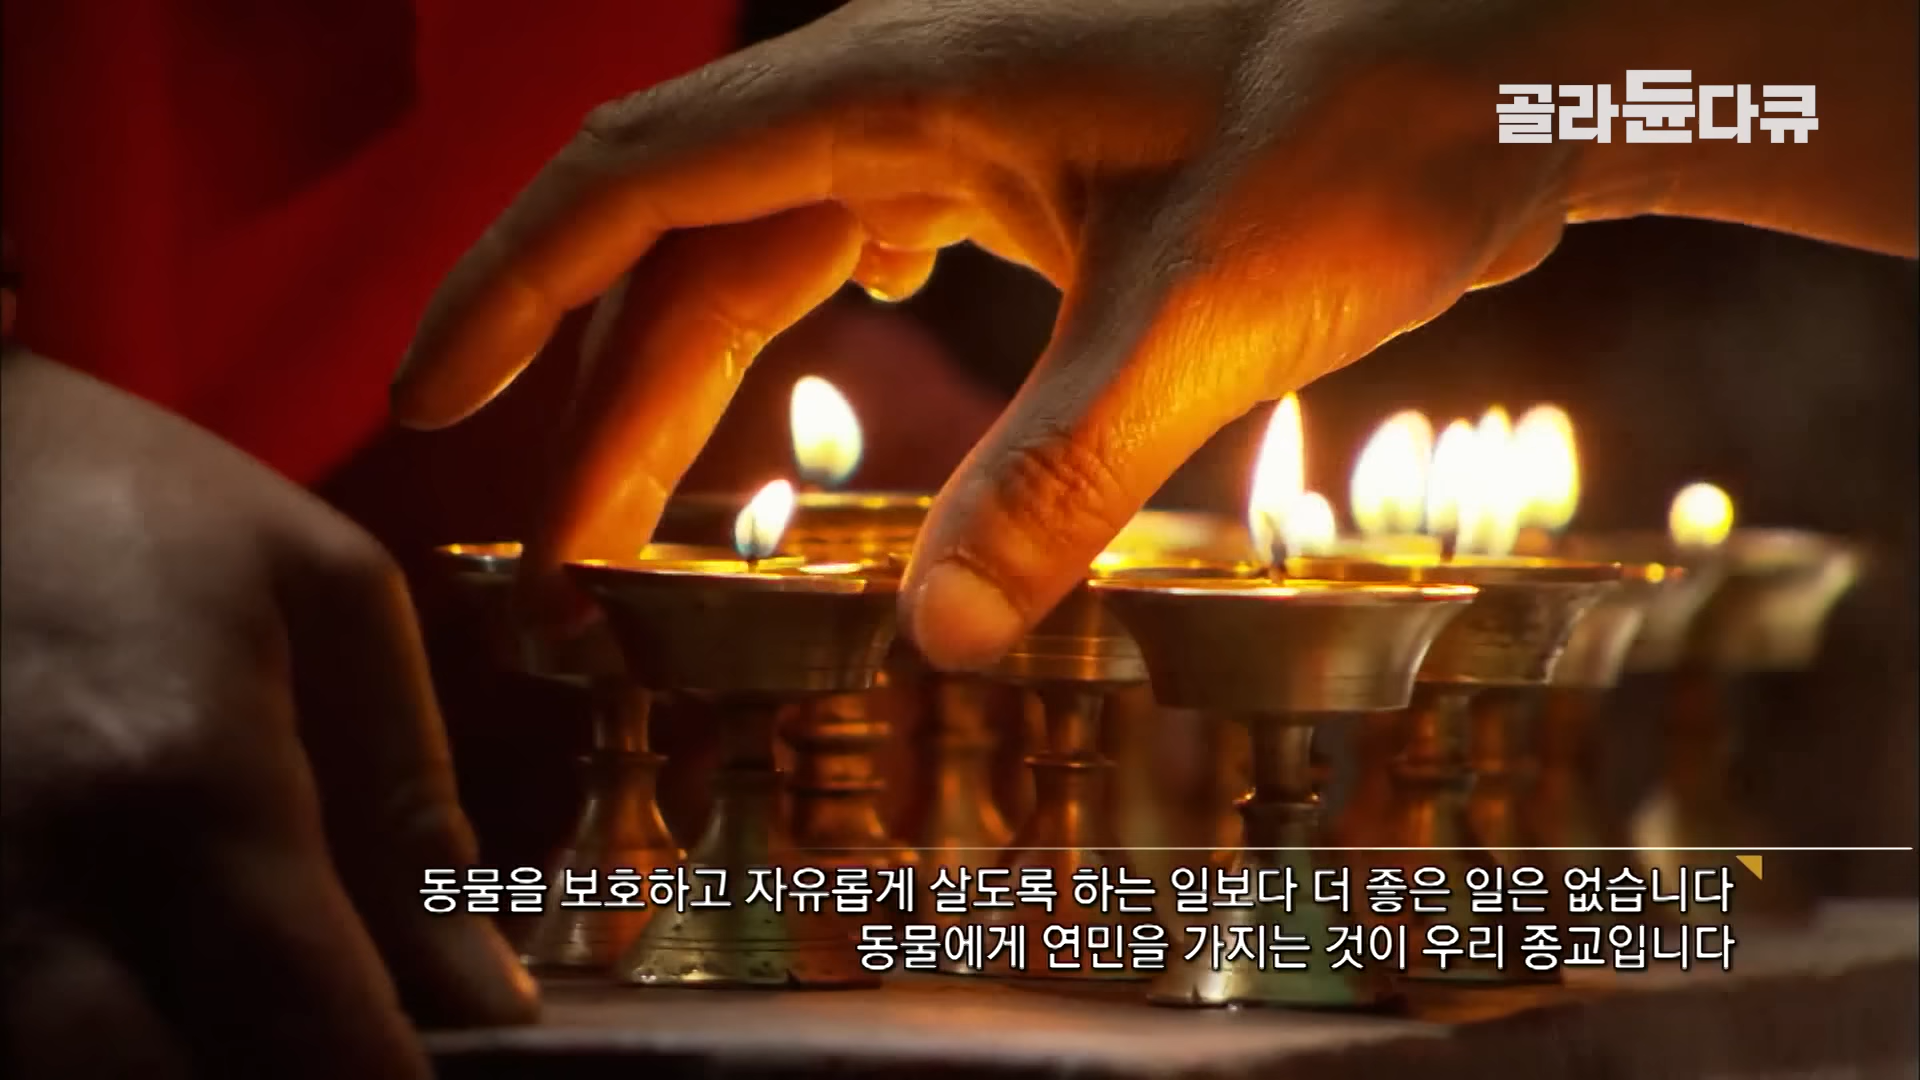 골라듄다큐
동물을 보호하고 자유롭게 살도록 하는 일보다 더 좋은 일은 없습니다
동물에게 연민을 가지는 것이 우리 종교입니다